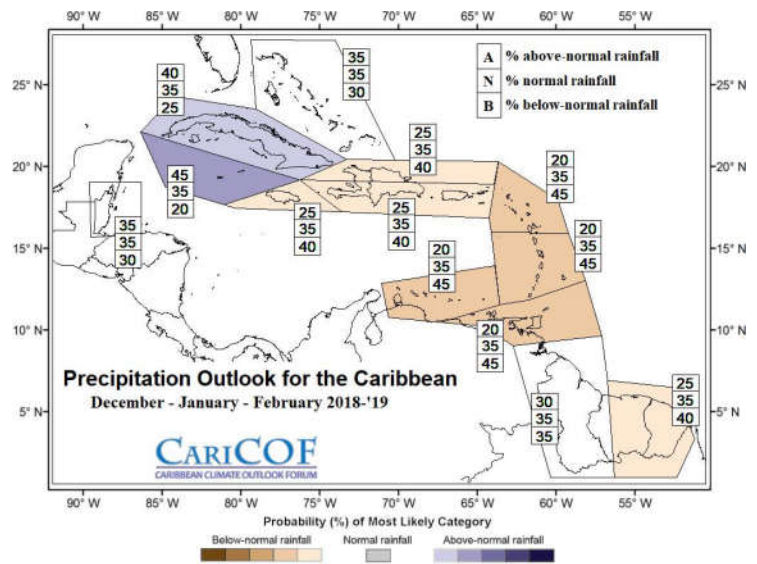 90° W 85° W 80° W 75° W 70° W 65° W 60° W 55° W
A % above-normal rainfall
N % normal rainfall
B % below-normal rainfall
35
35
30
40
35
25
25° N
25° N
25
35
40
20
35
45
20° N
20° N
45
35
20
35
35
30
25
35
40
25
35
40
20
35
45
20
35
45
15° N
15° N
20
35
45
10° N
10° N
Precipitation Outlook for the Caribbean
December - January - February 2018-'19
25
35
40
30
35
35
5° N
5° N
CARICOF
CARIBBEAN CLIMATE OUTLOOK FORUM
90° W 85° W 80° W 75° W 70° W 65° W 60° W 55° W
Probability (%) of Most Likely Category
Below-normal rainfall Normal rainfall Above-normal rainfall